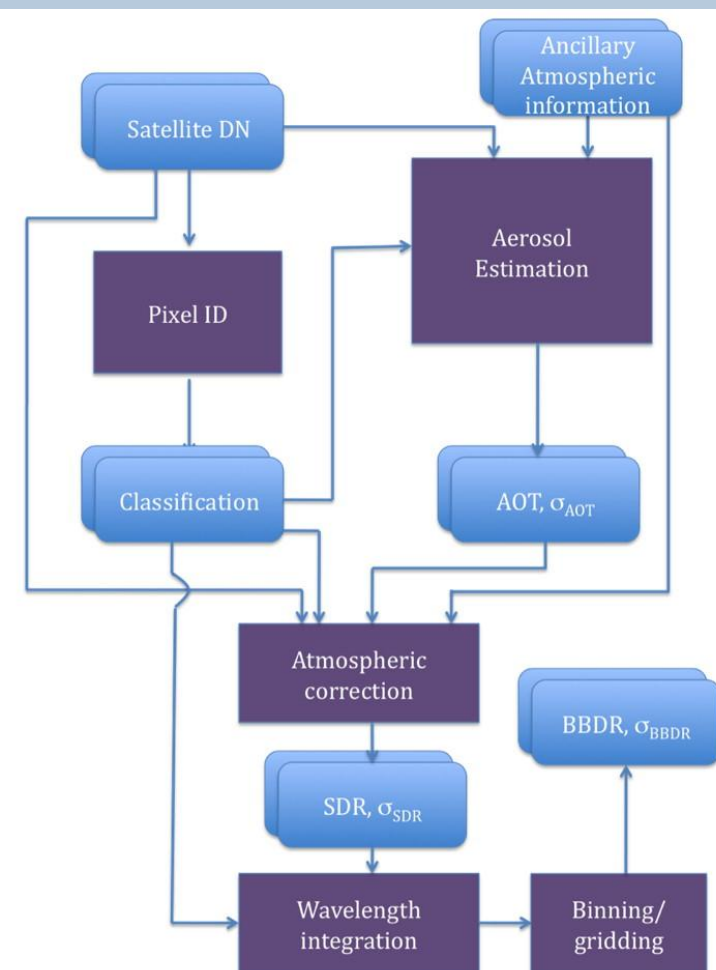 Ancillary
Atmospheric
information
Satellite DN
Aerosol
Estimation
Pixel ID
Classification
AOT, σAOT
Atmospheric
correction
BBDR, σBBDR
SDR, σSDR
Wavelength
integration
Binning/
gridding